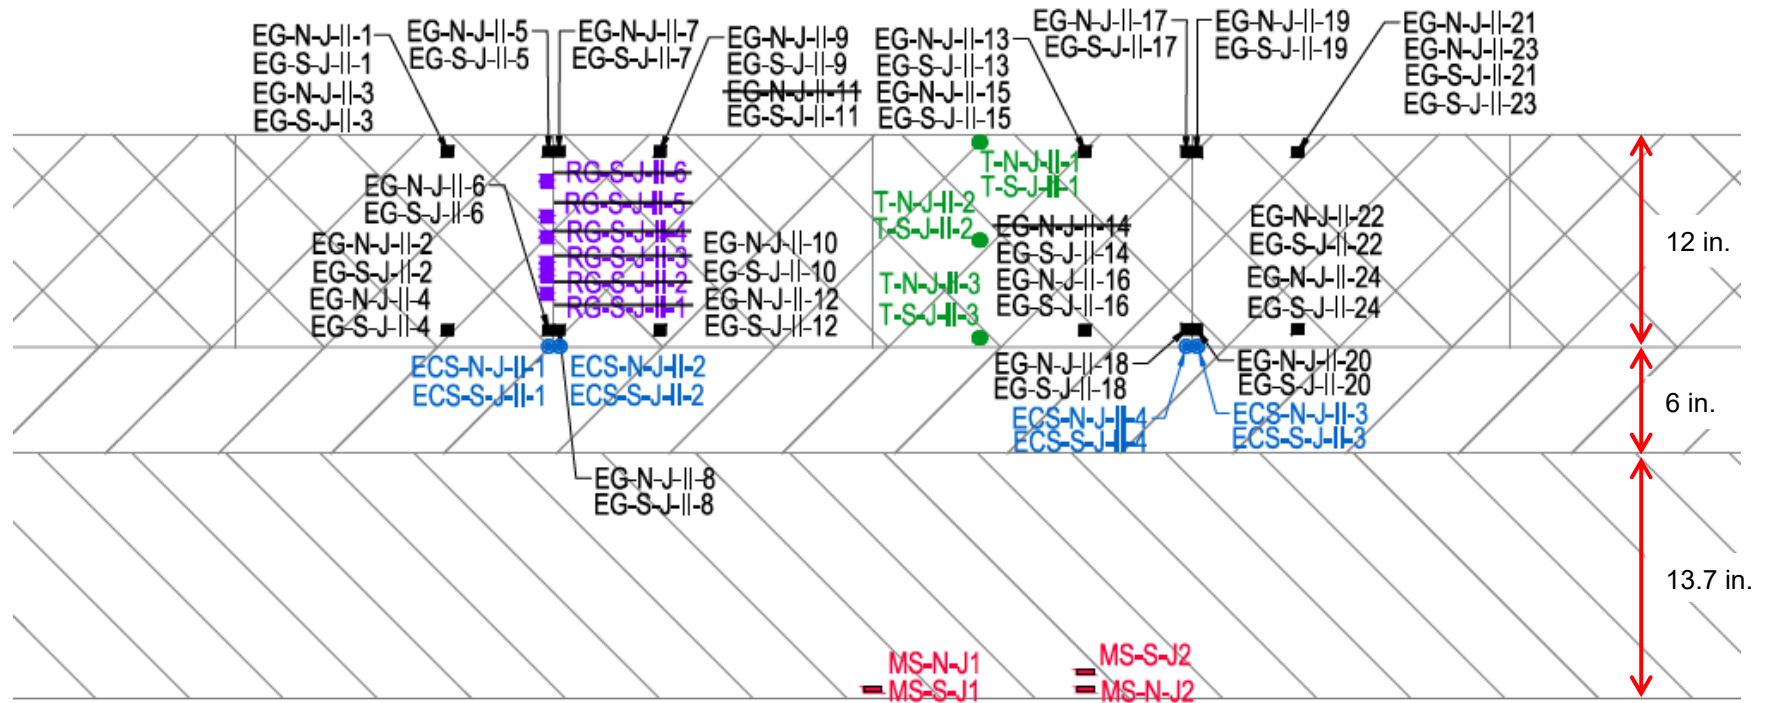 EG-N-J-II-1
EG-S-J-II-1
EG-N-J-II-3
EG-S-J-II-3
EG-N-J-II-5
EG-S-J-II-5
EG-N-J-II-7
EG-S-J-II-7
EG-N-J-II-9
EG-S-J-II-9
EG-N-J-II-11
EG-S-J-II-11
EG-N-J-II-13
EG-S-J-II-13
EG-N-J-II-15
EG-S-J-II-15
EG-N-J-II-17
EG-S-J-II-17
EG-N-J-II-19
EG-S-J-II-19
EG-N-J-II-21
EG-N-J-II-23
EG-S-J-II-21
EG-S-J-II-23
EG-N-J-II-6
EG-S-J-II-6
EG-N-J-II-2
EG-S-J-II-2
EG-N-J-II-4
EG-S-J-II-4
RG-S-J-II-6
RG-S-J-II-5
RG-S-J-II-4
RG-S-J-II-3
RG-S-J-II-2
RG-S-J-II-1
EG-N-J-II-10
EG-S-J-II-10
EG-N-J-II-12
EG-S-J-II-12
T-N-J-II-1
T-S-J-II-1
T-N-J-II-2
T-S-J-II-2
T-N-J-II-3
T-S-J-II-3
EG-N-J-II-14
EG-S-J-II-14
EG-N-J-II-16
EG-S-J-II-16
EG-N-J-II-22
EG-S-J-II-22
EG-N-J-II-24
EG-S-J-II-24
12 in.
ECS-N-J-II-1
ECS-S-J-II-1
ECS-N-J-II-2
ECS-S-J-II-2
EG-N-J-II-18
EG-S-J-II-18
EG-N-J-II-20
EG-S-J-II-20
ECS-N-J-II-4
ECS-S-J-II-4
ECS-N-J-II-3
ECS-S-J-II-3
6 in.
EG-N-J-II-8
EG-S-J-II-8
13.7 in.
MS-N-J1
MS-S-J1
MS-S-J2
MS-N-J2